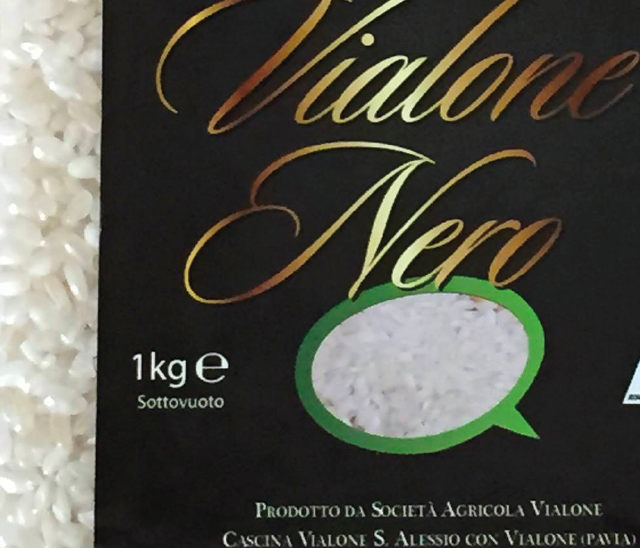 Vialone
Nero
1kg ℮
Sottovuoto
PRODOTTO DA SOCIETÀ AGRICOLA VIALONE
CASCINA VIALONE S. ALESSIO CON VIALONE (PAVIA)